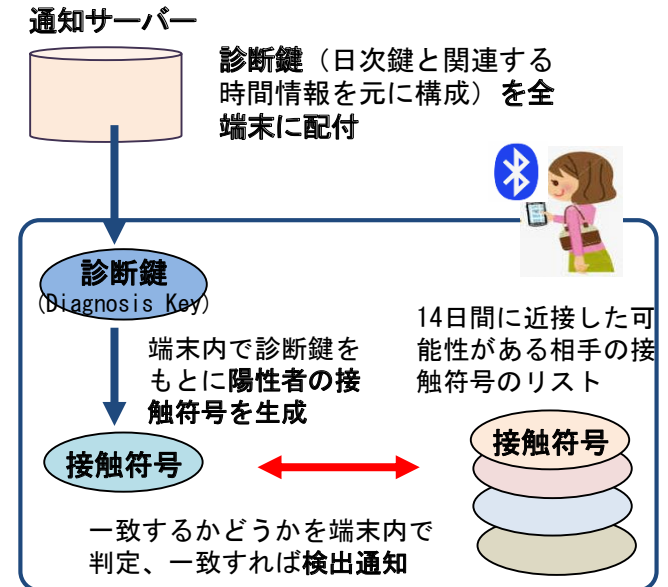 通知サーバー
診断鍵（日次鍵と関連する
時間情報を元に構成）を全
端末に配付
診断鍵
(Diagnosis Key)
14日間に近接した可
能性がある相手の接
触符号のリスト
端末内で診断鍵を
もとに陽性者の接
触符号を生成
接触符号
接触符号
一致するかどうかを端末内で
判定、一致すれば検出通知